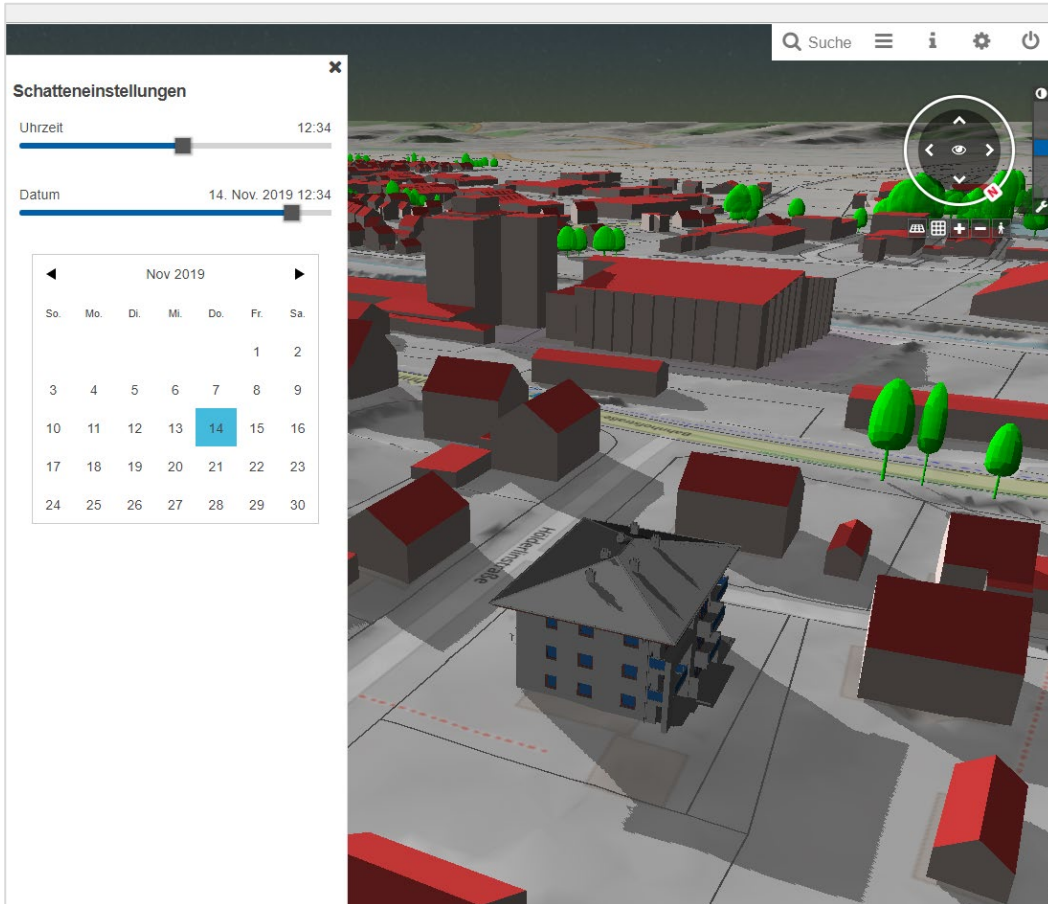 Suche
Schatteneinstellungen
Uhrzeit 12:34
Datum 14. Nov. 2019 12:34
Nov 2019
So. Mo. Di. Mi. Do. Fr. Sa.
1 2
3 4 5 6 7 8 9
10 11 12 13 14 15 16
17 18 19 20 21 22 23
24 25 26 27 28 29 30
N
Bahnhofstraße
Hölderlinstraße